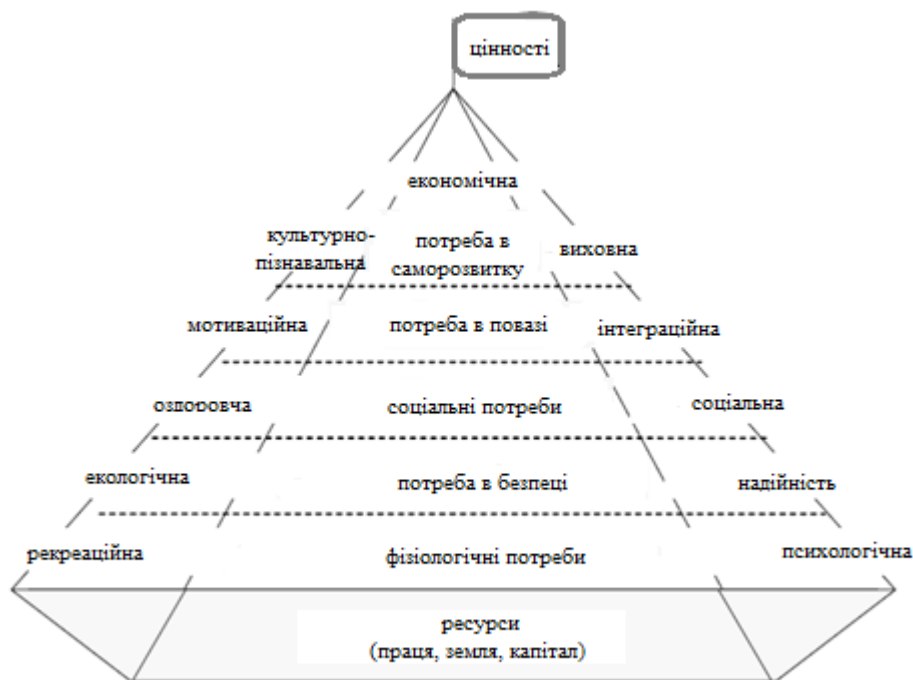 цінності
економічна
культурно-
пізнавальна
потреба в
саморозвитку
виховна
мотиваційна
потреба в повазі
інтеграційна
оздоровча
соціальні потреби
соціальна
екологічна
потреба в безпеці
надійність
рекреаційна
фізіологічні потреби
психологічна
ресурси
(праця, земля, капітал)